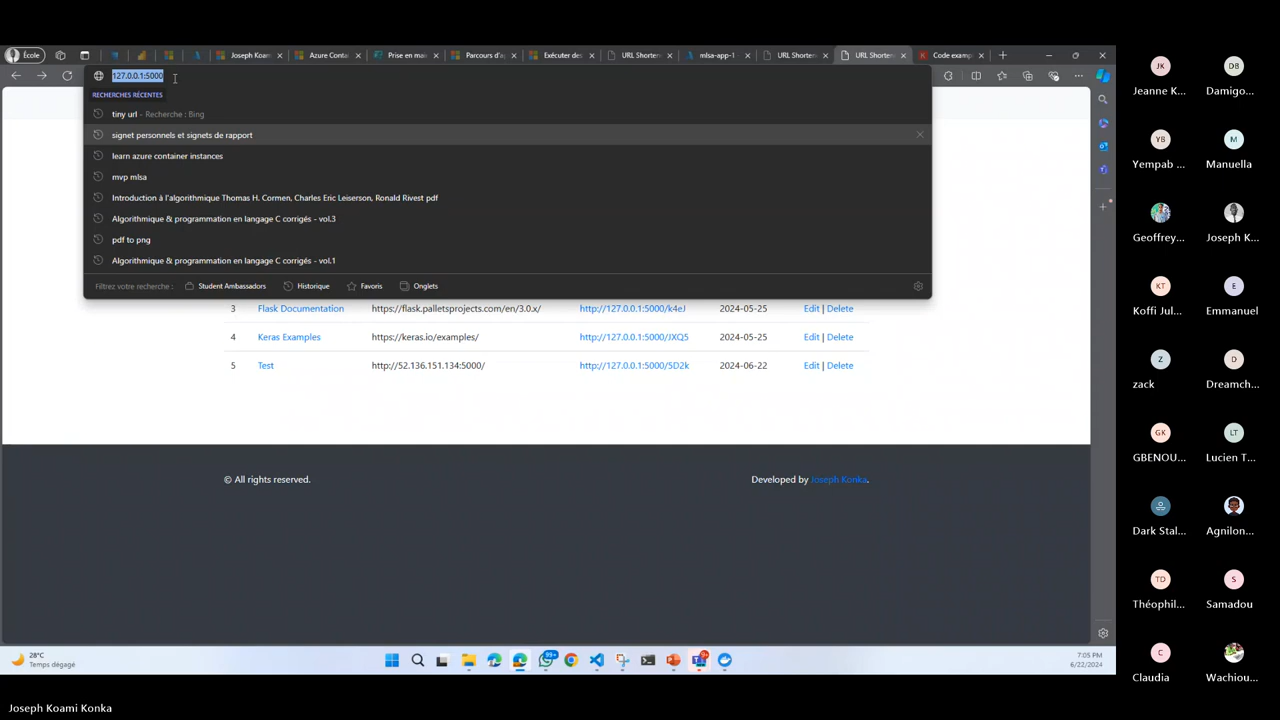 École
Joseph Koam
Azure Conta
Prise en mai
Parcours d'a
Exécuter des
URL Shorten
mlsa-app-1
URL Shorten
URL Shorten
Code examp
127.0.0.1:5000
RECHERCHES RÉCENTES
tiny url - Recherche : Bing
signet personnels et signets de rapport
learn azure container instances
mvp mlsa
Introduction à l'algorithmique Thomas H. Cormen, Charles Eric Leiserson, Ronald Rivest pdf
Algorithmique & programmation en langage C corrigés - vol.3
pdf to png
Algorithmique & programmation en langage C corrigés - vol.1
Filtrez votre recherche : Student Ambassadors Historique Favoris Onglets
3 Flask Documentation https://flask.palletsprojects.com/en/3.0.x/ http://127.0.0.1:5000/k4eJ 2024-05-25 Edit | Delete
4 Keras Examples https://keras.io/examples/ http://127.0.0.1:5000/JXQ5 2024-05-25 Edit | Delete
5 Test http://52.136.151.134:5000/ http://127.0.0.1:5000/5D2k 2024-06-22 Edit | Delete
© All rights reserved. Developed by Joseph Konka.
28°C
Temps dégagé
99+
9+
7:05 PM
6/22/2024
JK
Jeanne K...
DB
Damigo...
YB
Yempab ...
M
Manuella
Geoffrey...
Joseph K...
KT
Koffi Jul...
E
Emmanuel
Z
zack
D
Dreamch...
GK
GBENOU...
LT
Lucien T...
Dark Stal...
Agnilon...
TD
Théophil...
S
Samadou
C
Claudia
Wachiou...
Joseph Koami Konka